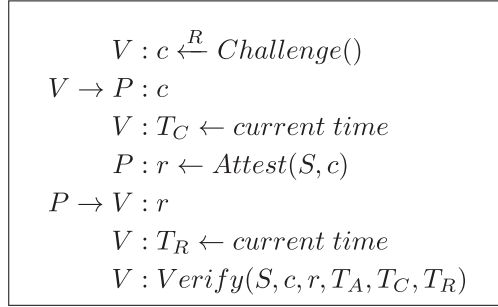 V : c ←R Challenge()
V → P : c
V : T_C ← current time
P : r ← Attest(S, c)
P → V : r
V : T_R ← current time
V : Verify(S, c, r, T_A, T_C, T_R)